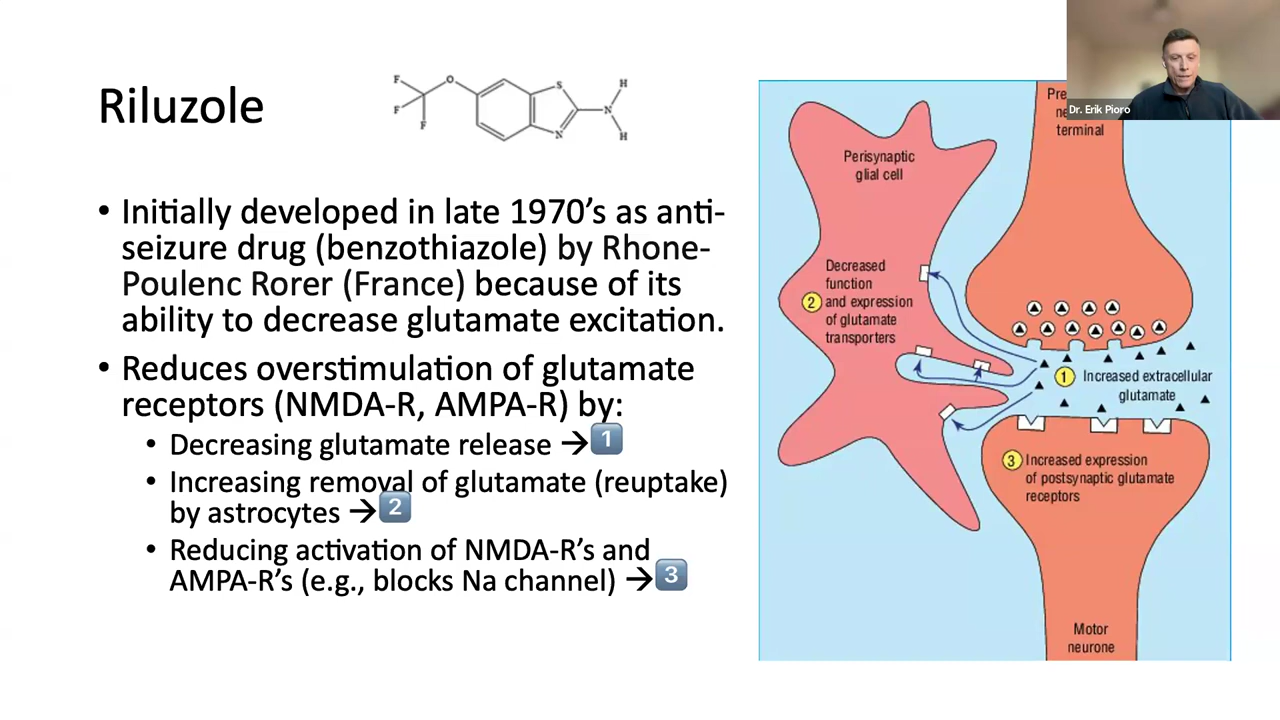 Riluzole
F
F
F
O
S
N
N
H
H
• Initially developed in late 1970’s as anti-
seizure drug (benzothiazole) by Rhone-
Poulenc Rorer (France) because of its
ability to decrease glutamate excitation.
• Reduces overstimulation of glutamate
receptors (NMDA-R, AMPA-R) by:
• Decreasing glutamate release → 1
• Increasing removal of glutamate (reuptake)
by astrocytes → 2
• Reducing activation of NMDA-R’s and
AMPA-R’s (e.g., blocks Na channel) → 3
Perisynaptic
glial cell
Decreased
function
2 and expression
of glutamate
transporters
terminal
1 Increased extracellular
glutamate
3 Increased expression
of postsynaptic glutamate
receptors
Motor
neurone
Dr. Erik Pioro